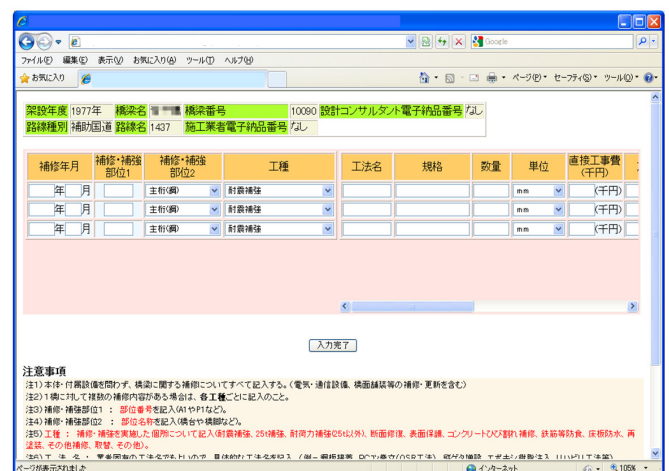 Google
ファイル(F) 編集(E) 表示(V) お気に入り(A) ツール(T) ヘルプ(H)
お気に入り ページ(P) セーフティ(S) ツール(O)
架設年度 1977年 橋梁名 橋梁番号 10090 設計コンサルタント電子納品番号 なし
路線種別 補助国道 路線名 1437 施工業者電子納品番号 なし
補修年月 補修・補強部位1 補修・補強部位2 工種 工法名 規格 数量 単位 直接工事費(千円)
年 月 主桁(鋼) 耐震補強 mm (千円)
年 月 主桁(鋼) 耐震補強 mm (千円)
年 月 主桁(鋼) 耐震補強 mm (千円)
入力完了
注意事項
注1)本体・付属設備を問わず、橋梁に関する補修についてすべて記入する。(電気・通信設備、橋面舗装等の補修・更新を含む)
注2)1橋に対して複数の補修内容がある場合は、各工種ごとに記入のこと。
注3)補修・補強部位1 : 部位番号を記入(A1やP1など)。
注4)補修・補強部位2 : 部位名称を記入(橋台や橋脚など)。
注5)工種 : 補修・補強を実施した個所について記入(耐震補強、25t補強、耐荷力補強(25t以外)、断面修復、表面保護、コンクリートひび割れ補修、鉄筋等防食、床板防水、再
塗装、その他補修、取替、その他)。
ページが表示されました インターネット 105%